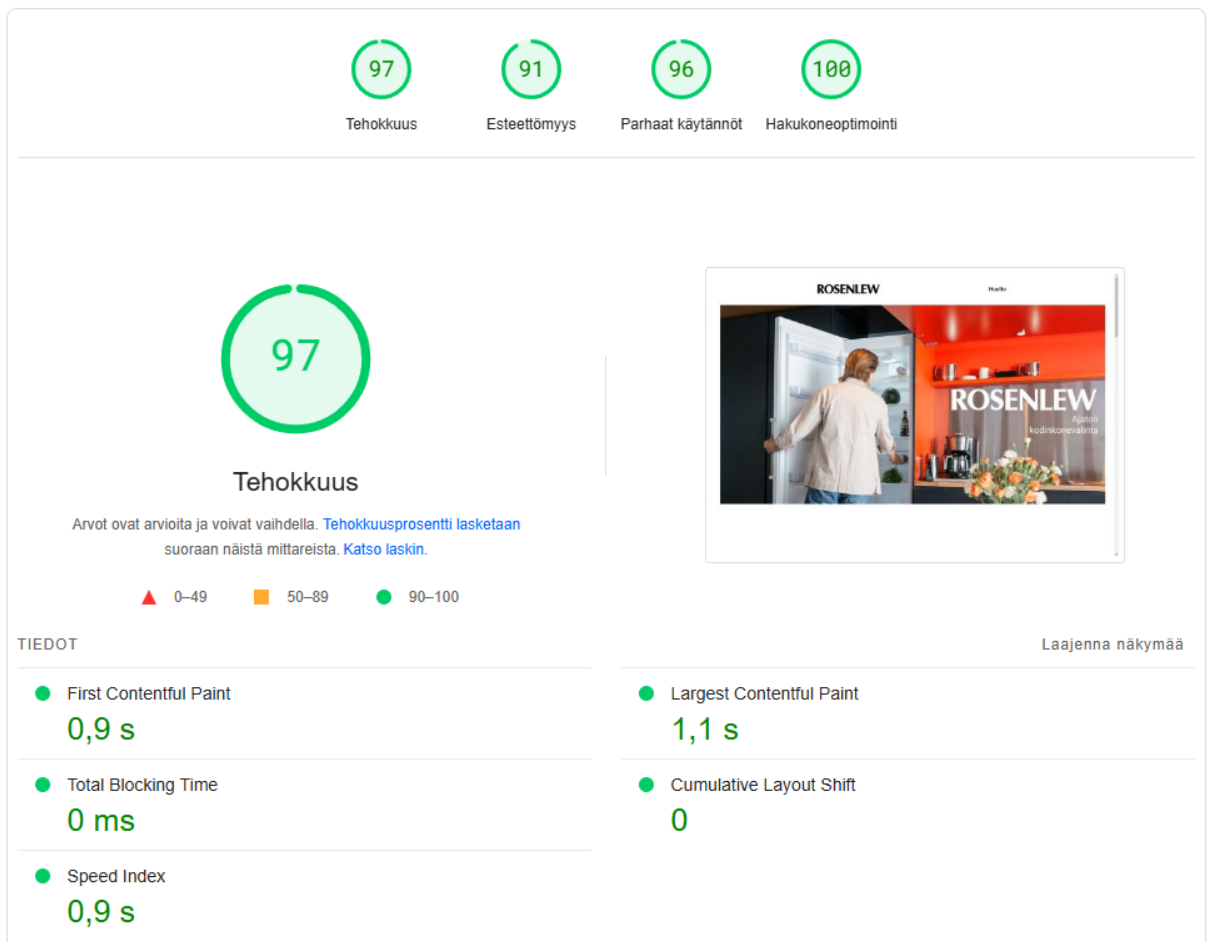 97
91
96
100
Tehokkuus
Esteettömyys
Parhaat käytännöt
Hakukoneoptimointi
97
Tehokkuus
Arvot ovat arvioita ja voivat vaihdella. Tehokkuusprosentti lasketaan
suoraan näistä mittareista. Katso laskin.
0–49
50–89
90–100
ROSENLEW
Huolto
ROSENLEW
Ajaton
kodinkonevalinta
TIEDOT
Laajenna näkymää
First Contentful Paint
0,9 s
Largest Contentful Paint
1,1 s
Total Blocking Time
0 ms
Cumulative Layout Shift
0
Speed Index
0,9 s